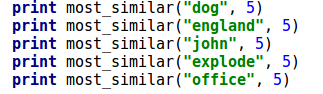 print most_similar("dog", 5)
print most_similar("england", 5)
print most_similar("john", 5)
print most_similar("explode", 5)
print most_similar("office", 5)